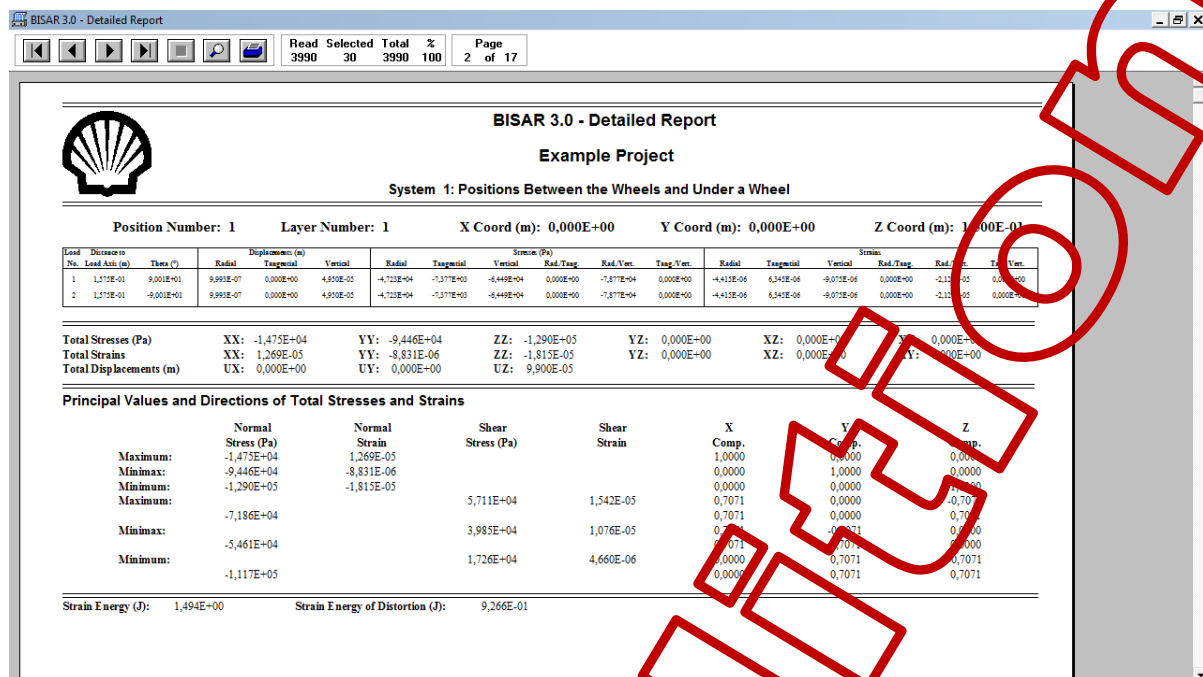 BISAR 3.0 - Detailed Report
Read Selected Total % Page
3990 30 3990 100 2 of 17
BISAR 3.0 - Detailed Report
Example Project
System 1: Positions Between the Wheels and Under a Wheel
Position Number: 1 Layer Number: 1 X Coord (m): 0,000E+00 Y Coord (m): 0,000E+00 Z Coord (m):
Load Distance to Displacements (m) Stresses (Pa) Strains
No. Load Axis (m) Theta (°) Radial Tangential Vertical Radial Tangential Vertical Rad./Tang. Rad./Vert. Tang./Vert. Radial Tangential Vertical Rad./Tang. Rad./Vert.
1 1,575E-01 9,001E+01 9,993E-07 0,000E+00 4,950E-05 -4,723E+04 -7,377E+03 -6,449E+04 0,000E+00 -7,877E+04 0,000E+00 -4,415E-06 6,345E-06 -9,075E-06 0,000E+00
2 1,575E-01 -9,001E+01 9,993E-07 0,000E+00 4,950E-05 -4,723E+04 -7,377E+03 -6,449E+04 0,000E+00 -7,877E+04 0,000E+00 -4,415E-06 6,345E-06 -9,075E-06 0,000E+00
Total Stresses (Pa) XX: -1,475E+04 YY: -9,446E+04 ZZ: -1,290E+05 YZ: 0,000E+00 XZ: 0,000E+00
Total Strains XX: 1,269E-05 YY: -8,831E-06 ZZ: -1,815E-05 YZ: 0,000E+00 XZ:
Total Displacements (m) UX: 0,000E+00 UY: 0,000E+00 UZ: 9,900E-05
Principal Values and Directions of Total Stresses and Strains
Normal Normal Shear Shear X Y Z
Stress (Pa) Strain Stress (Pa) Strain Comp. Comp. Comp.
Maximum: -1,475E+04 1,269E-05 1,0000 0,0000
Minimax: -9,446E+04 -8,831E-06 0,0000 1,0000 0,0000
Minimum: -1,290E+05 -1,815E-05 0,0000 0,0000
Maximum: 5,711E+04 1,542E-05 0,7071 0,0000
-7,186E+04 0,7071 0,0000
Minimax: 3,985E+04 1,076E-05
-5,461E+04
Minimum: 1,726E+04 4,660E-06 0,7071 0,7071
-1,117E+05 0,0000 0,7071 0,7071
Strain Energy (J): 1,494E+00 Strain Energy of Distortion (J): 9,266E-01